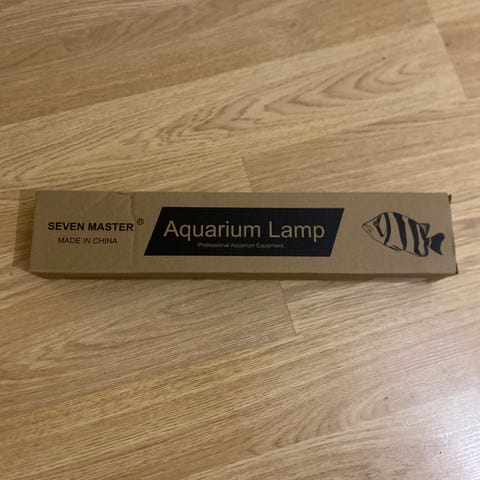 SEVEN MASTER®
MADE IN CHINA
Aquarium Lamp
Professional Aquarium Equipment